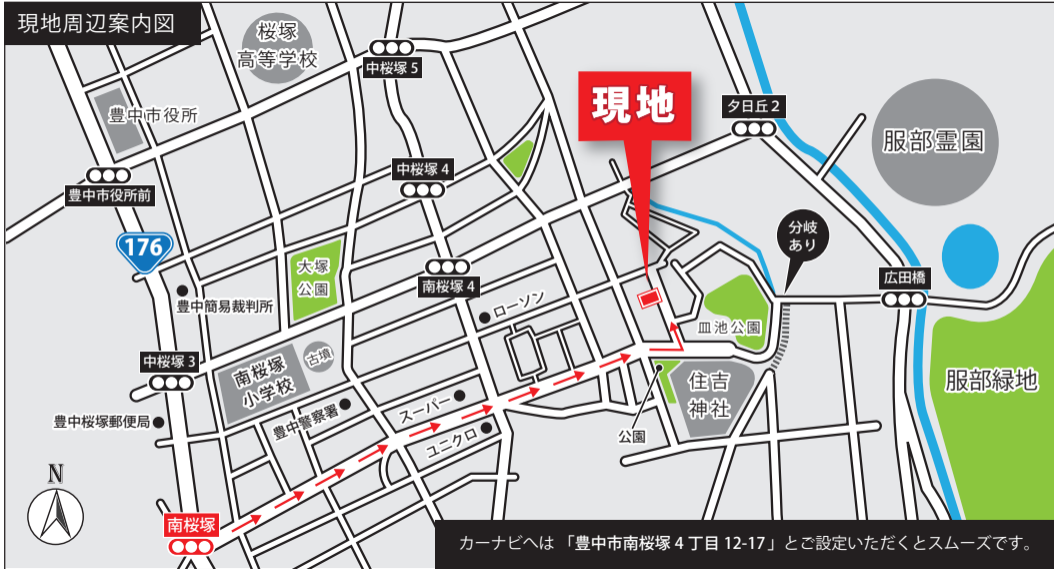 現地周辺案内図
桜塚
高等学校
中桜塚5
現地
夕日丘2
豊中市役所
服部霊園
中桜塚4
豊中市役所前
分岐
あり
176
大塚
公園
南桜塚4
広田橋
豊中簡易裁判所
ローソン
皿池公園
中桜塚3
古墳
南桜塚
小学校
住吉
神社
服部緑地
スーパー
豊中警察署
豊中桜塚郵便局
ユニクロ
公園
N
南桜塚
カーナビへは「豊中市南桜塚4丁目12-17」とご設定いただくとスムーズです。